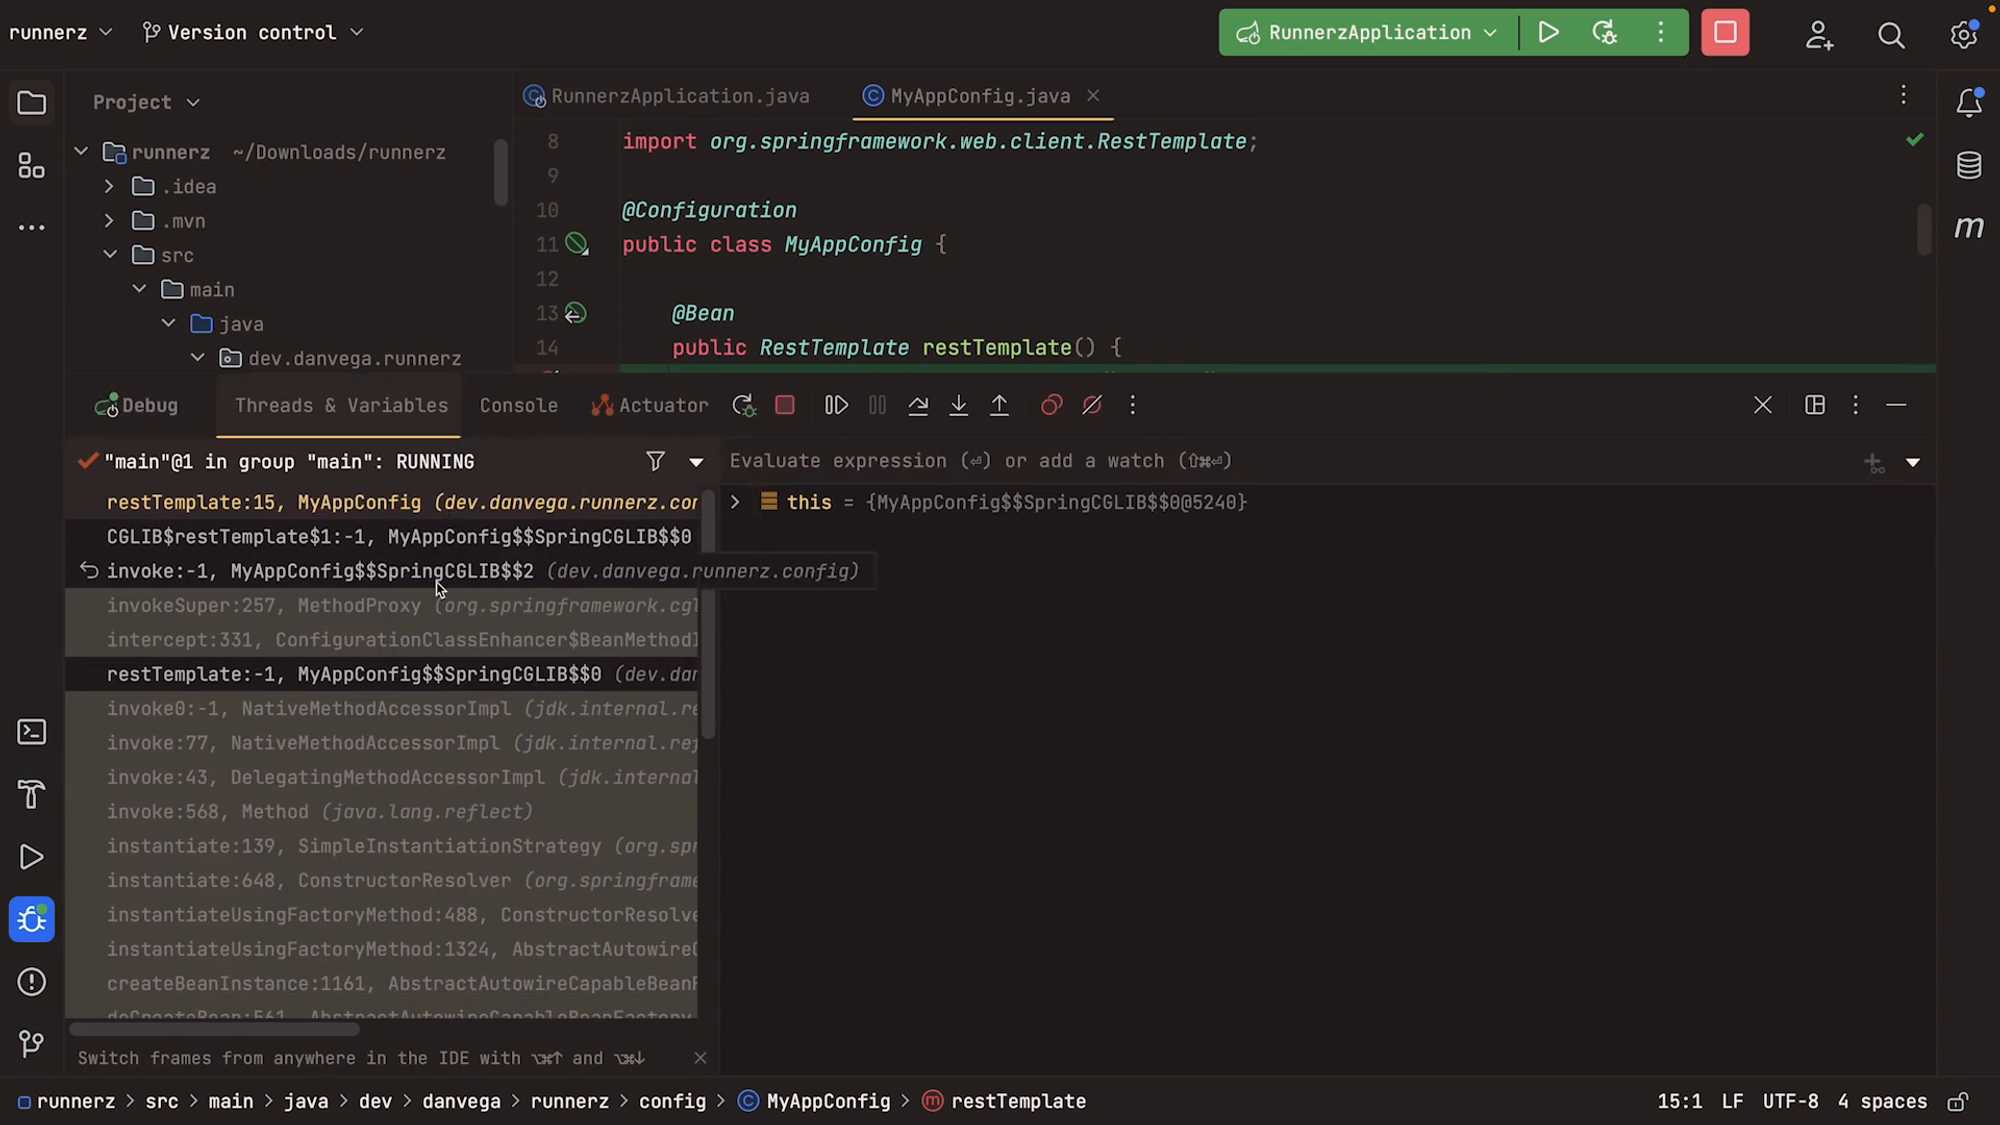 runnerz
Version control
RunnerzApplication
Project
RunnerzApplication.java
MyAppConfig.java
runnerz ~/Downloads/runnerz
.idea
.mvn
src
main
java
dev.danvega.runnerz
8 import org.springframework.web.client.RestTemplate;
9
10 @Configuration
11 public class MyAppConfig {
12
13 @Bean
14 public RestTemplate restTemplate() {
Debug
Threads & Variables
Console
Actuator
"main"@1 in group "main": RUNNING
Evaluate expression (⏎) or add a watch (⇧⌘⏎)
restTemplate:15, MyAppConfig (dev.danvega.runnerz.con
this = {MyAppConfig$$SpringCGLIB$$0@5240}
CGLIB$restTemplate$1:-1, MyAppConfig$$SpringCGLIB$$0
invoke:-1, MyAppConfig$$SpringCGLIB$$2 (dev.danvega.runnerz.config)
invokeSuper:257, MethodProxy (org.springframework.cgl
intercept:331, ConfigurationClassEnhancer$BeanMethodI
restTemplate:-1, MyAppConfig$$SpringCGLIB$$0 (dev.dan
invoke0:-1, NativeMethodAccessorImpl (jdk.internal.re
invoke:77, NativeMethodAccessorImpl (jdk.internal.ref
invoke:43, DelegatingMethodAccessorImpl (jdk.internal
invoke:568, Method (java.lang.reflect)
instantiate:139, SimpleInstantiationStrategy (org.spr
instantiate:648, ConstructorResolver (org.springframe
instantiateUsingFactoryMethod:488, ConstructorResolve
instantiateUsingFactoryMethod:1324, AbstractAutowireC
createBeanInstance:1161, AbstractAutowireCapableBeanF
doCreateBean:561, AbstractAutowireCapableBeanFactory
Switch frames from anywhere in the IDE with ⌥⌘↑ and ⌥⌘↓
runnerz > src > main > java > dev > danvega > runnerz > config > MyAppConfig > restTemplate
15:1 LF UTF-8 4 spaces